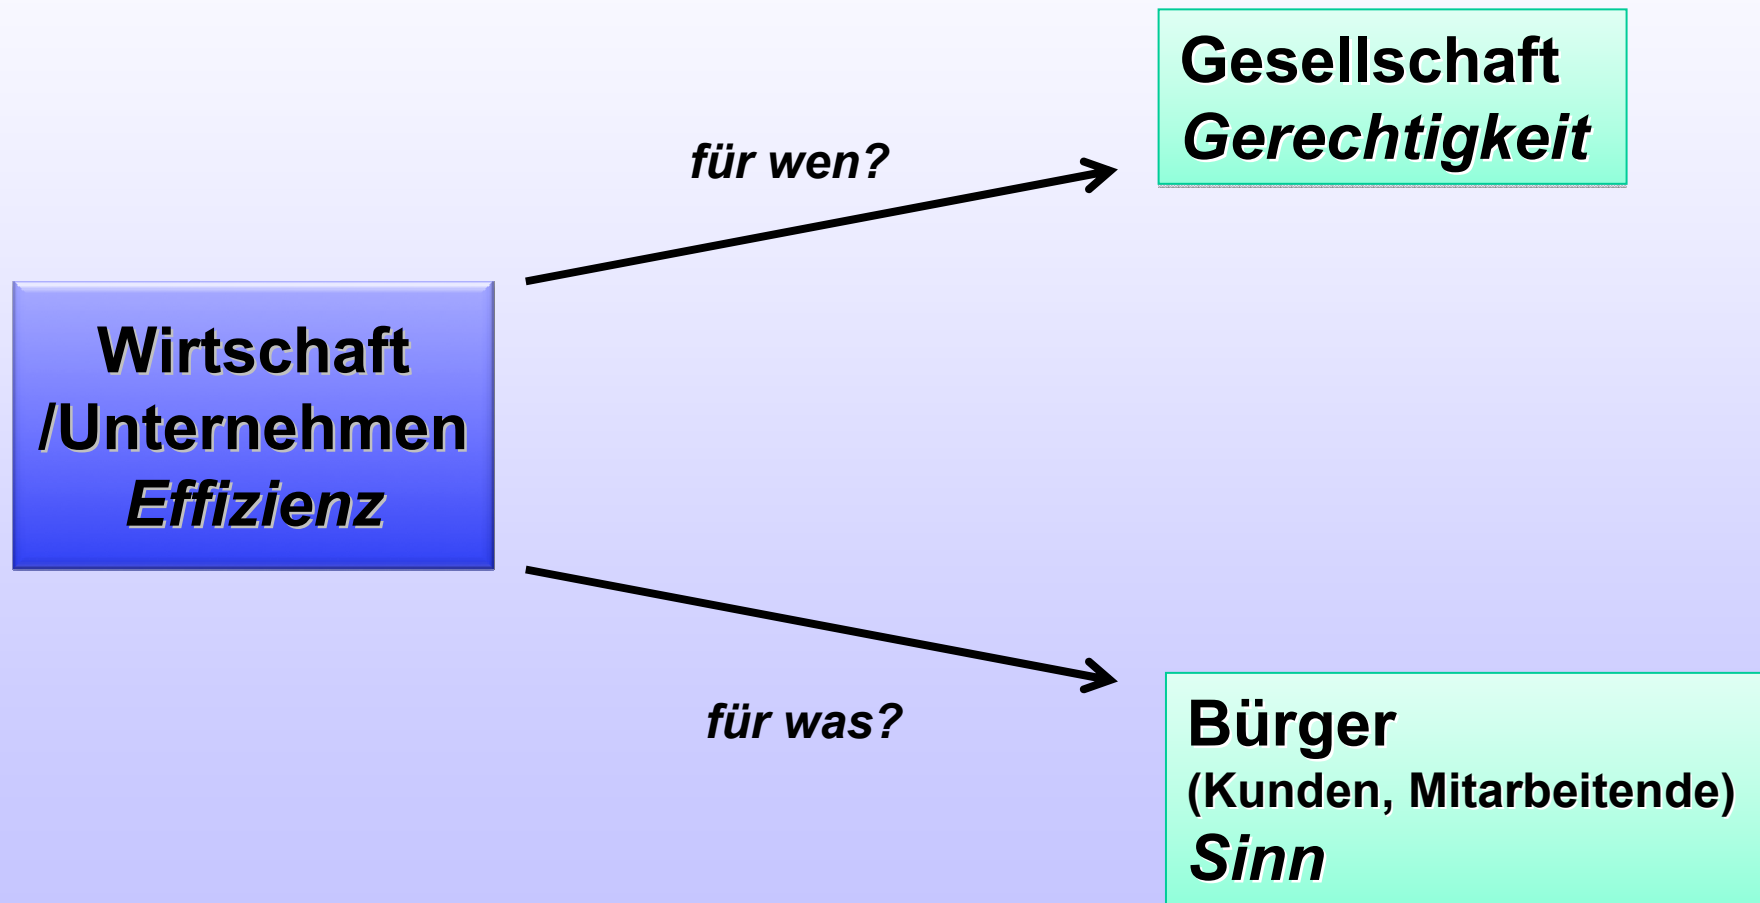 Gesellschaft
Gerechtigkeit
für wen?
Wirtschaft
/Unternehmen
Effizienz
für was?
Bürger
(Kunden, Mitarbeitende)
Sinn